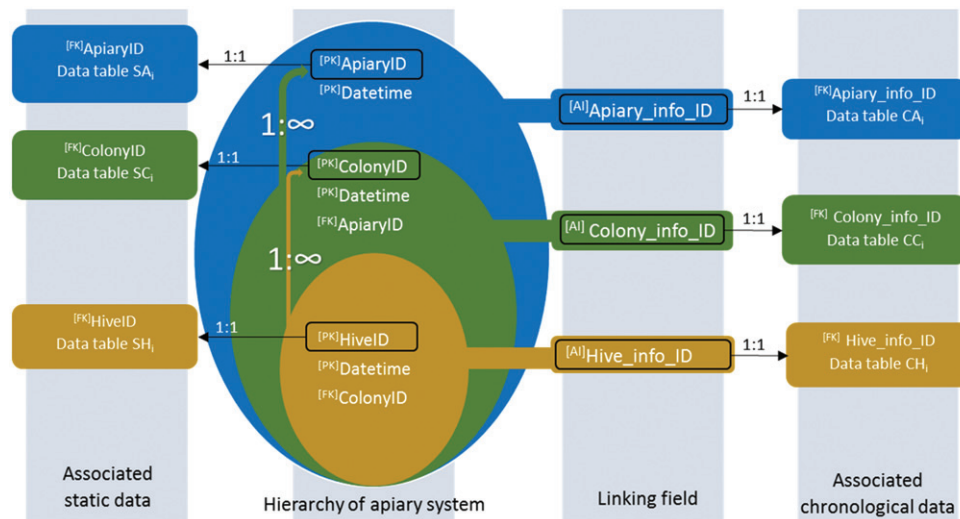 [FK]ApiaryID
Data table SAi
1:1
[PK]ApiaryID
[PK]Datetime
[AI]Apiary_info_ID
1:1
[FK]Apiary_info_ID
Data table CAi
1:∞
[FK]ColonyID
Data table SCi
1:1
[PK]ColonyID
[PK]Datetime
[FK]ApiaryID
[AI] Colony_info_ID
1:1
[FK] Colony_info_ID
Data table CCi
1:∞
[FK]HiveID
Data table SHi
1:1
[PK]HiveID
[PK]Datetime
[FK]ColonyID
[AI]Hive_info_ID
1:1
[FK] Hive_info_ID
Data table CHi
Associated
static data
Hierarchy of apiary system
Linking field
Associated
chronological data